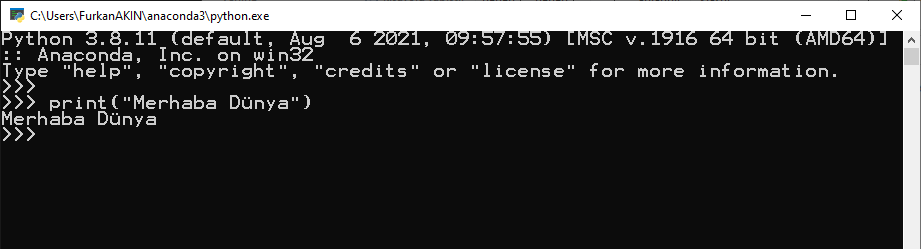 C:\Users\FurkanAKIN\anaconda3\python.exe
Python 3.8.11 (default, Aug  6 2021, 09:57:55) [MSC v.1916 64 bit (AMD64)]
:: Anaconda, Inc. on win32
Type "help", "copyright", "credits" or "license" for more information.
>>>
>>> print("Merhaba Dünya")
Merhaba Dünya
>>>